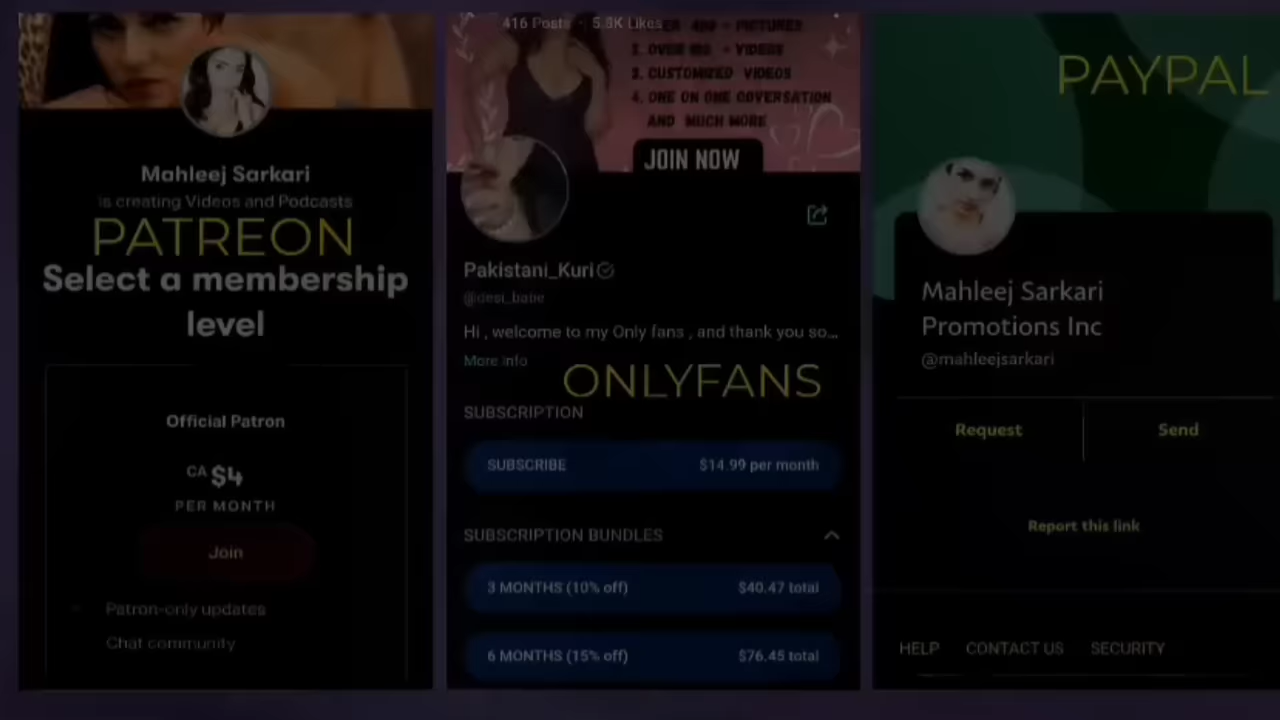 Mahleej Sarkari
is creating Videos and Podcasts
PATREON
Select a membership
level
Official Patron
CA $4
PER MONTH
Join
Patron-only updates
Chat community
416 Posts · 5.8K Likes
PICTURES
1. OVER VIDEOS
2. CUSTOMIZED VIDEOS
4. ONE ON ONE COVERSATION
AND MUCH MORE
JOIN NOW
Pakistani_Kuri
@desi_babe
Hi , welcome to my Only fans , and thank you so...
More info
ONLYFANS
SUBSCRIPTION
SUBSCRIBE $14.99 per month
SUBSCRIPTION BUNDLES
3 MONTHS (10% off) $40.47 total
6 MONTHS (15% off) $76.45 total
PAYPAL
Mahleej Sarkari
Promotions Inc
@mahleejsarkari
Request Send
Report this link
HELP CONTACT US SECURITY